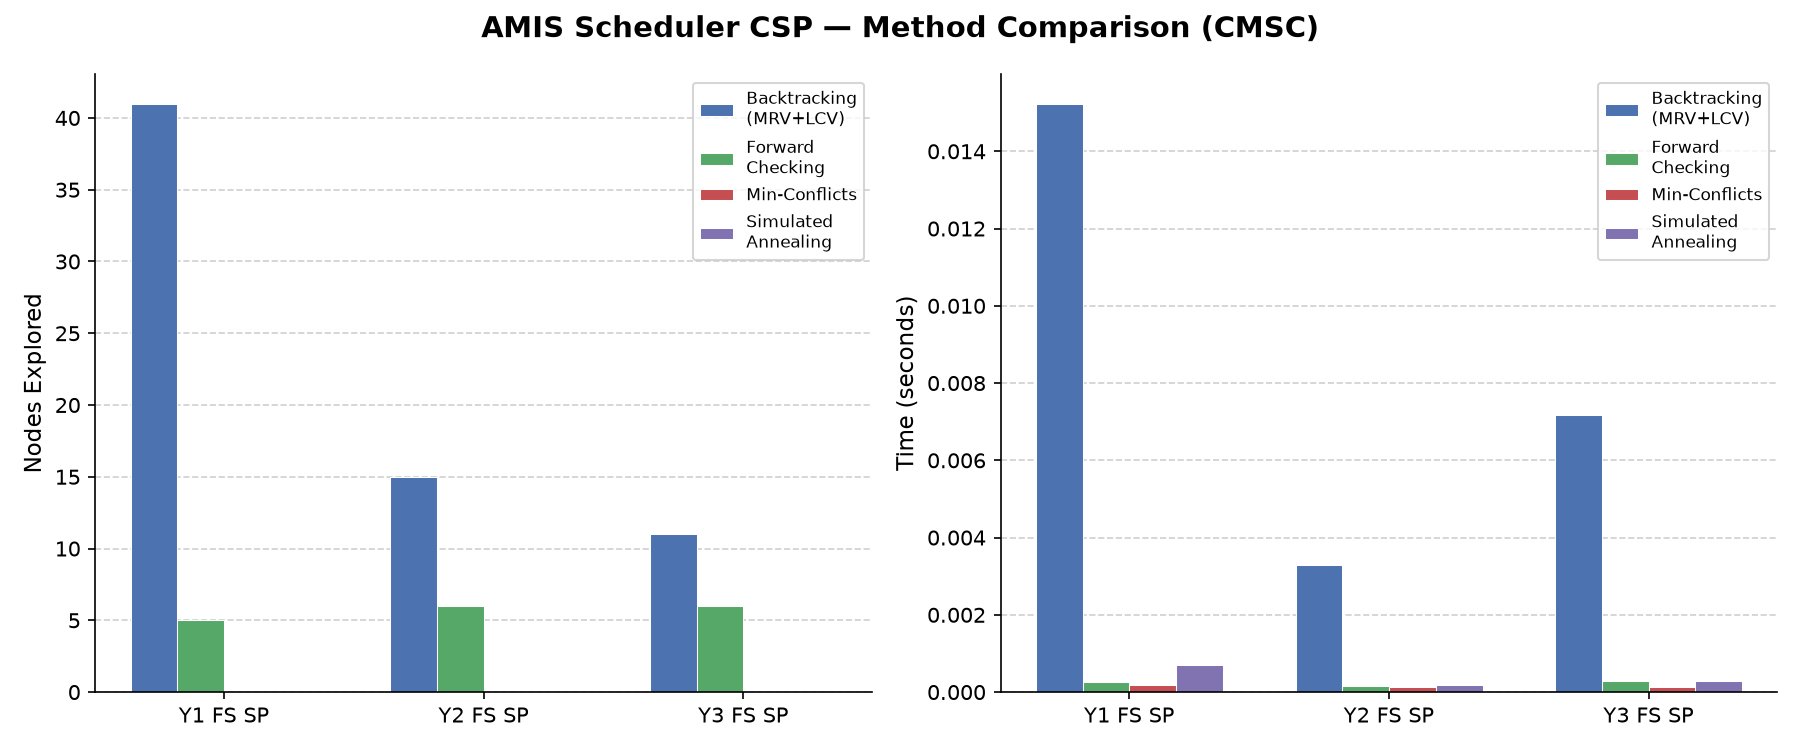 AMIS Scheduler CSP — Method Comparison (CMSC)
Nodes Explored
40
35
30
25
20
15
10
5
0
Y1 FS SP
Y2 FS SP
Y3 FS SP
Backtracking
(MRV+LCV)
Forward
Checking
Min-Conflicts
Simulated
Annealing
Time (seconds)
0.014
0.012
0.010
0.008
0.006
0.004
0.002
0.000
Y1 FS SP
Y2 FS SP
Y3 FS SP
Backtracking
(MRV+LCV)
Forward
Checking
Min-Conflicts
Simulated
Annealing